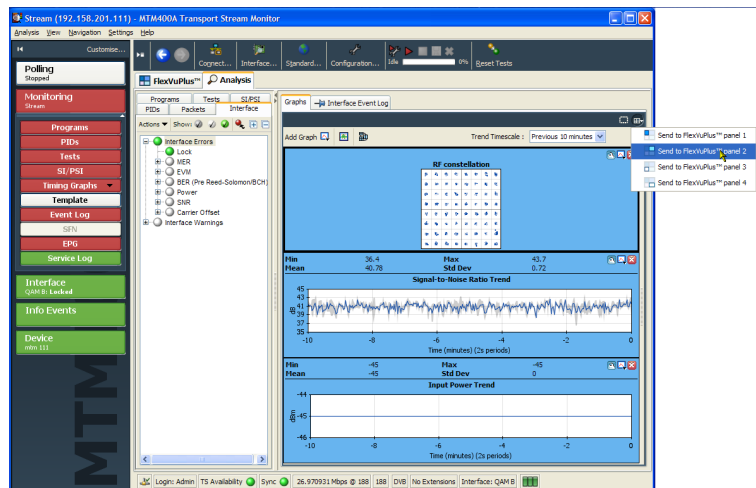 Stream (192.158.201.111) - MTM400A Transport Stream Monitor
Analysis View Navigation Settings Help
Customise...
Polling
Stopped
Monitoring
Stream
Programs
PIDs
Tests
SI/PSI
Timing Graphs
Template
Event Log
SFN
EPG
Service Log
Interface
QAM B: Locked
Info Events
Device
mtm 111
MTM
Connect...
Interface...
Standard...
Configuration...
Idle 0%
Reset Tests
FlexVuPlus™ Analysis
Programs Tests SI/PSI
PIDs Packets Interface
Actions Show:
Interface Errors
Lock
MER
EVM
BER (Pre Reed-Solomon/BCH)
Power
SNR
Carrier Offset
Interface Warnings
Graphs Interface Event Log
Add Graph Trend Timescale : Previous 10 minutes
Send to FlexVuPlus™ panel 1
Send to FlexVuPlus™ panel 2
Send to FlexVuPlus™ panel 3
Send to FlexVuPlus™ panel 4
RF constellation
Min 36.4 Max 43.7
Mean 40.78 Std Dev 0.72
Signal-to-Noise Ratio Trend
45
43
41
39
37
35
dB
-10 -8 -6 -4 -2 0
Time (minutes) (2s periods)
Min -45 Max -45
Mean -45 Std Dev 0
Input Power Trend
-44
-45
-46
dBm
-10 -8 -6 -4 -2 0
Time (minutes) (2s periods)
Login: Admin TS Availability Sync 26.970931 Mbps @ 188 188 DVB No Extensions Interface: QAM B